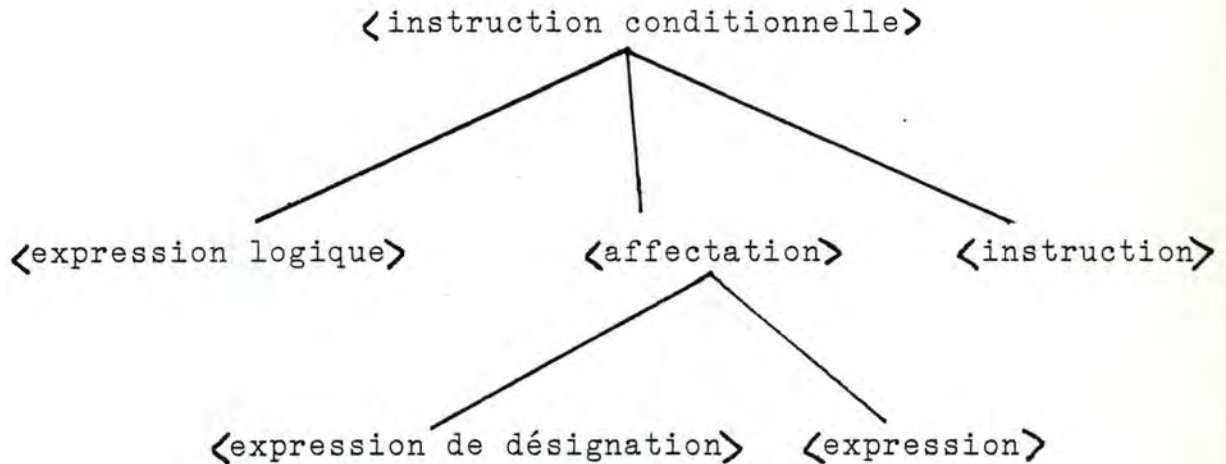 <instruction conditionnelle>
<expression logique> <affectation> <instruction>
<expression de désignation> <expression>